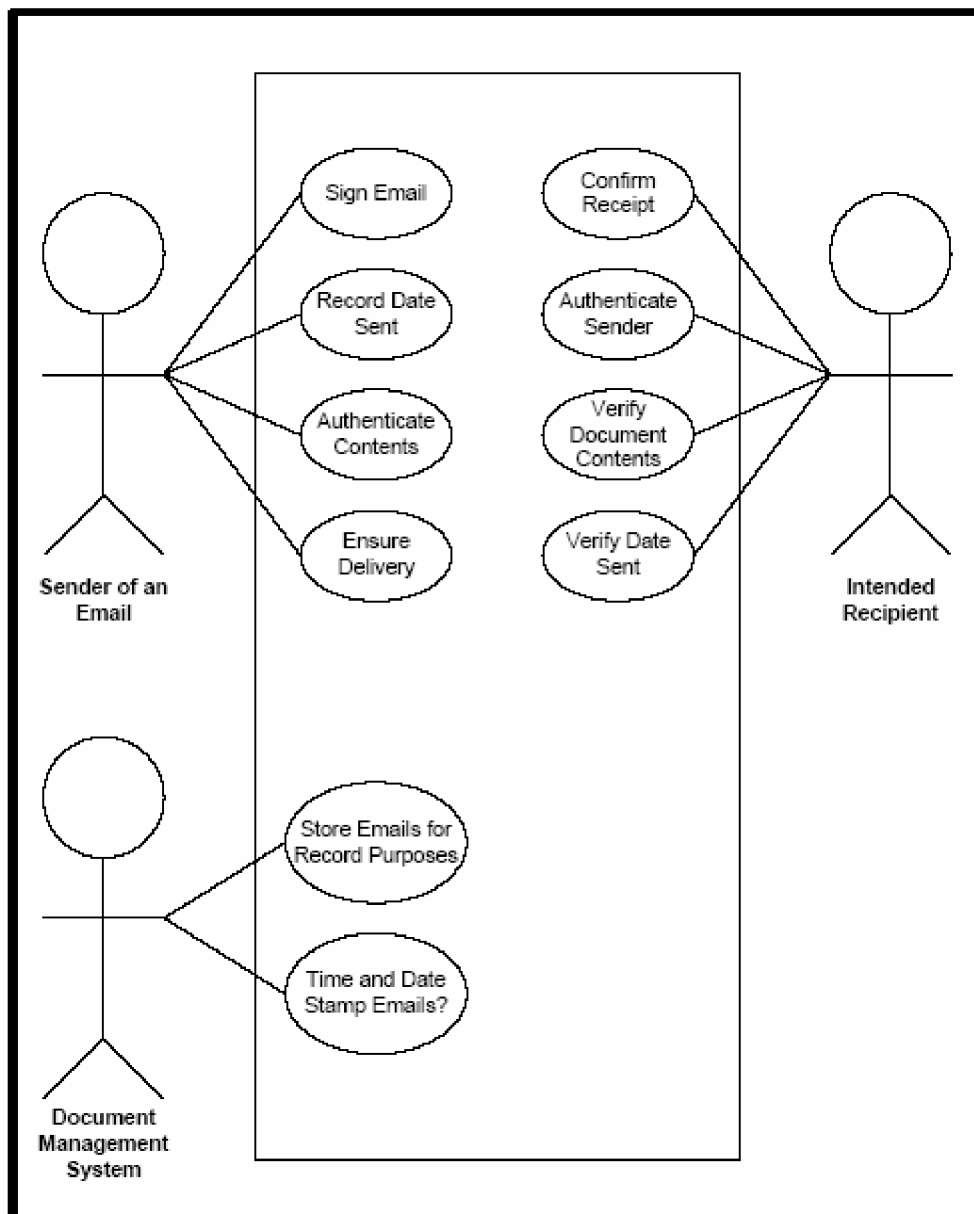 Sign Email
Confirm
Receipt
Record Date
Sent
Authenticate
Sender
Authenticate
Contents
Verify
Document
Contents
Ensure
Delivery
Verify Date
Sent
Sender of an
Email
Intended
Recipient
Store Emails for
Record Purposes
Time and Date
Stamp Emails?
Document
Management
System